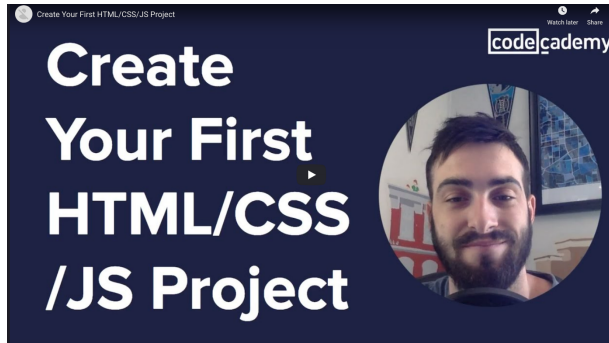 Create Your First HTML/CSS/JS Project
Watch later Share
codecademy
Create
Your First
HTML/CSS
/JS Project